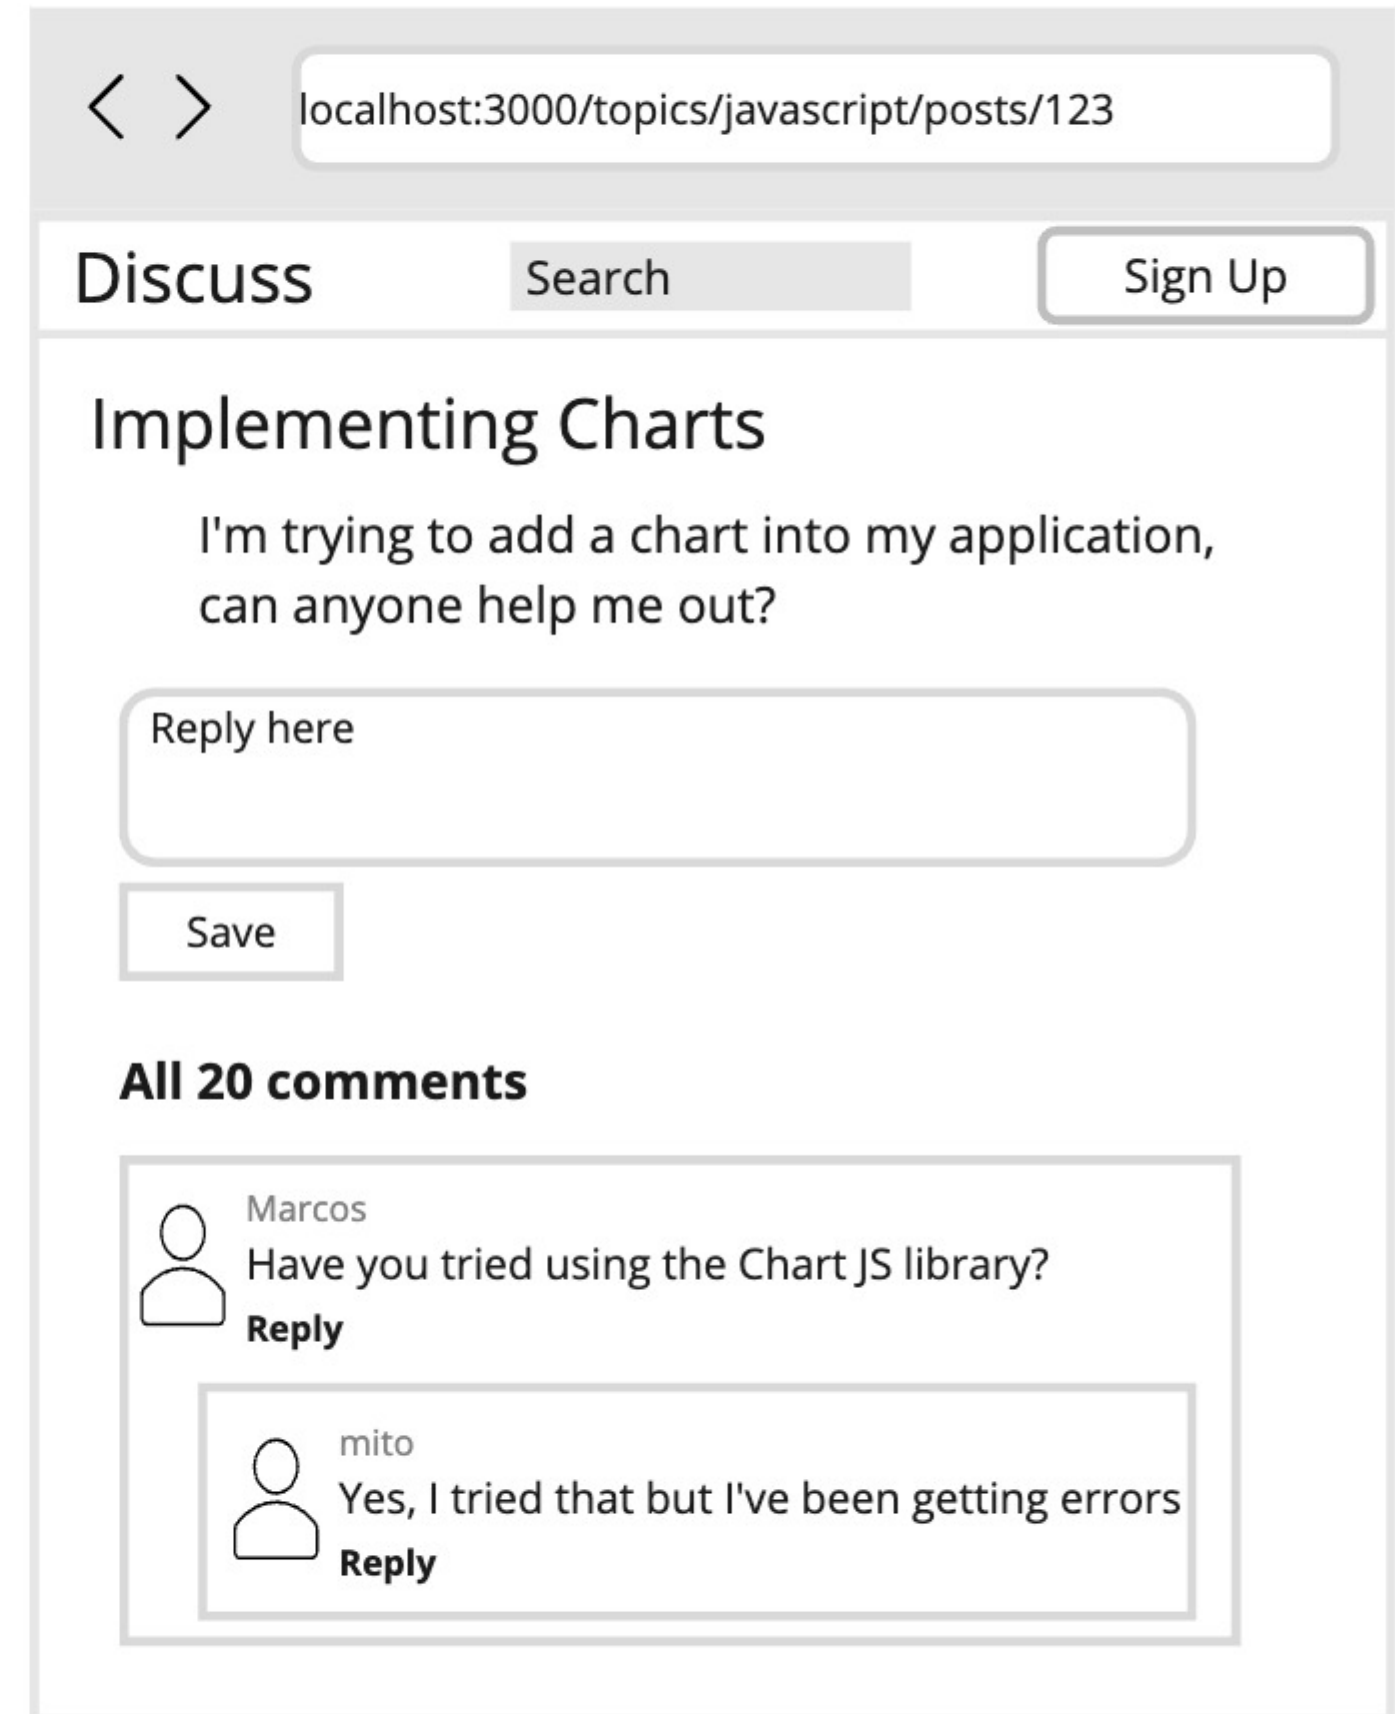 localhost:3000/topics/javascript/posts/123
Discuss
Search
Sign Up
Implementing Charts
I'm trying to add a chart into my application,
can anyone help me out?
Reply here
Save
All 20 comments
Marcos
Have you tried using the Chart JS library?
Reply
mito
Yes, I tried that but I've been getting errors
Reply